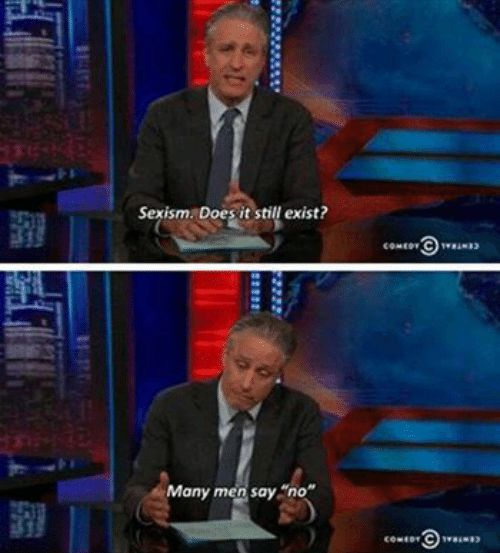 Sexism. Does it still exist?
COMEDY C CENTRAL
Many men say "no"
COMEDY C CENTRAL